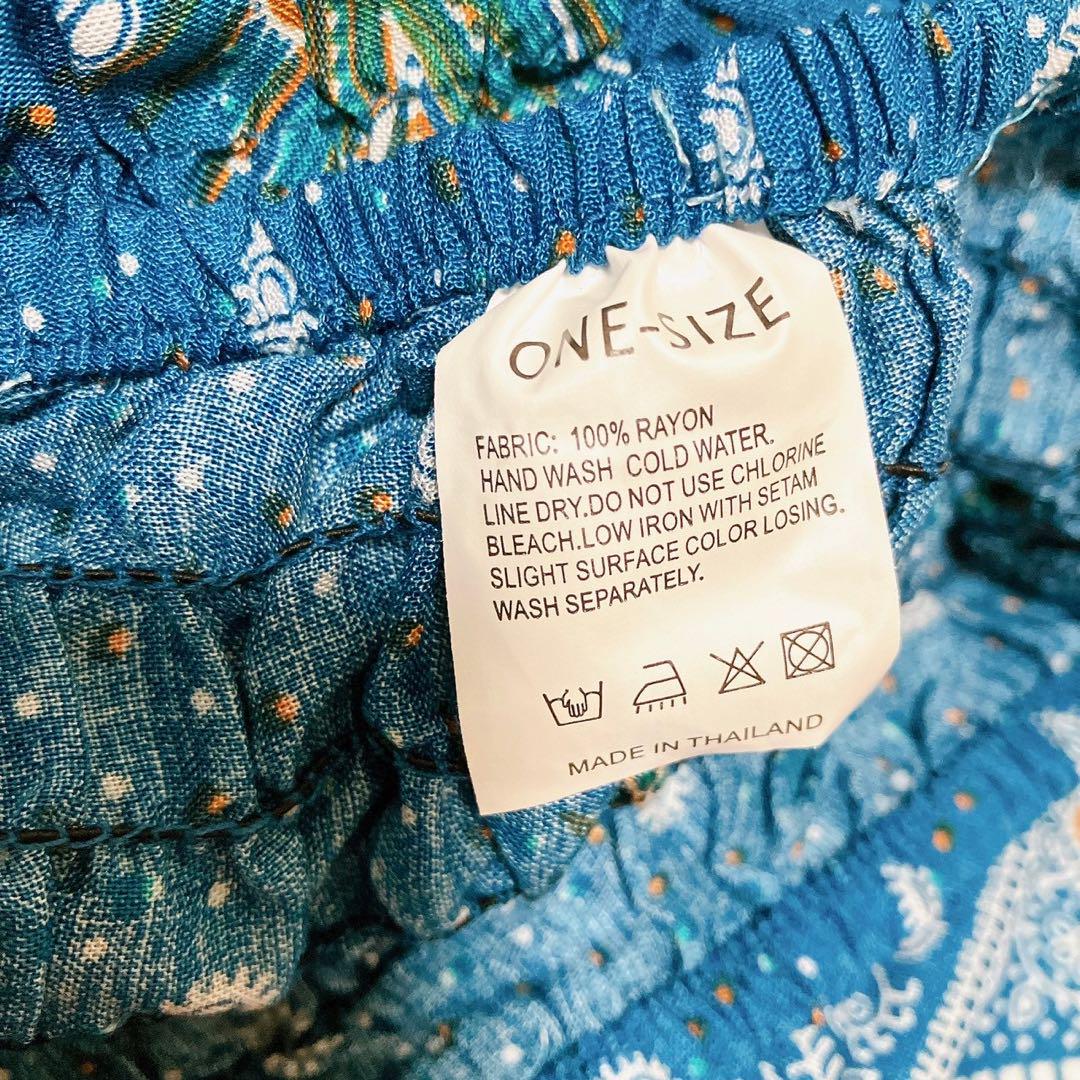 ONE-SIZE
FABRIC: 100% RAYON
HAND WASH COLD WATER.
LINE DRY.DO NOT USE CHLORINE
BLEACH.LOW IRON WITH SETAM
SLIGHT SURFACE COLOR LOSING.
WASH SEPARATELY.
MADE IN THAILAND